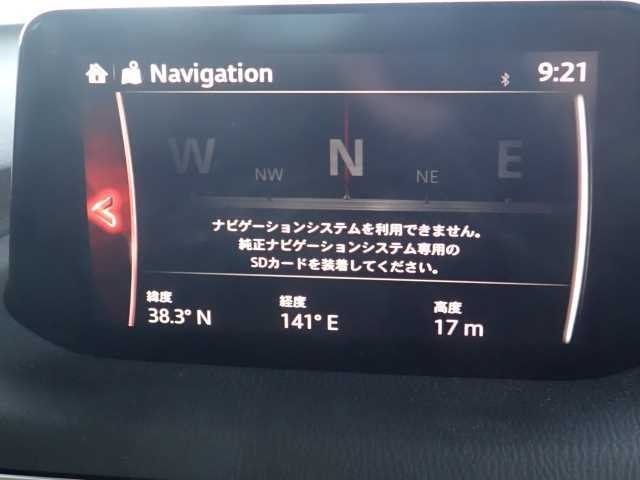 Navigation 9:21
W NW N NE E
ナビゲーションシステムを利用できません。
純正ナビゲーションシステム専用の
SDカードを装着してください。
緯度 経度 高度
38.3° N 141° E 17 m